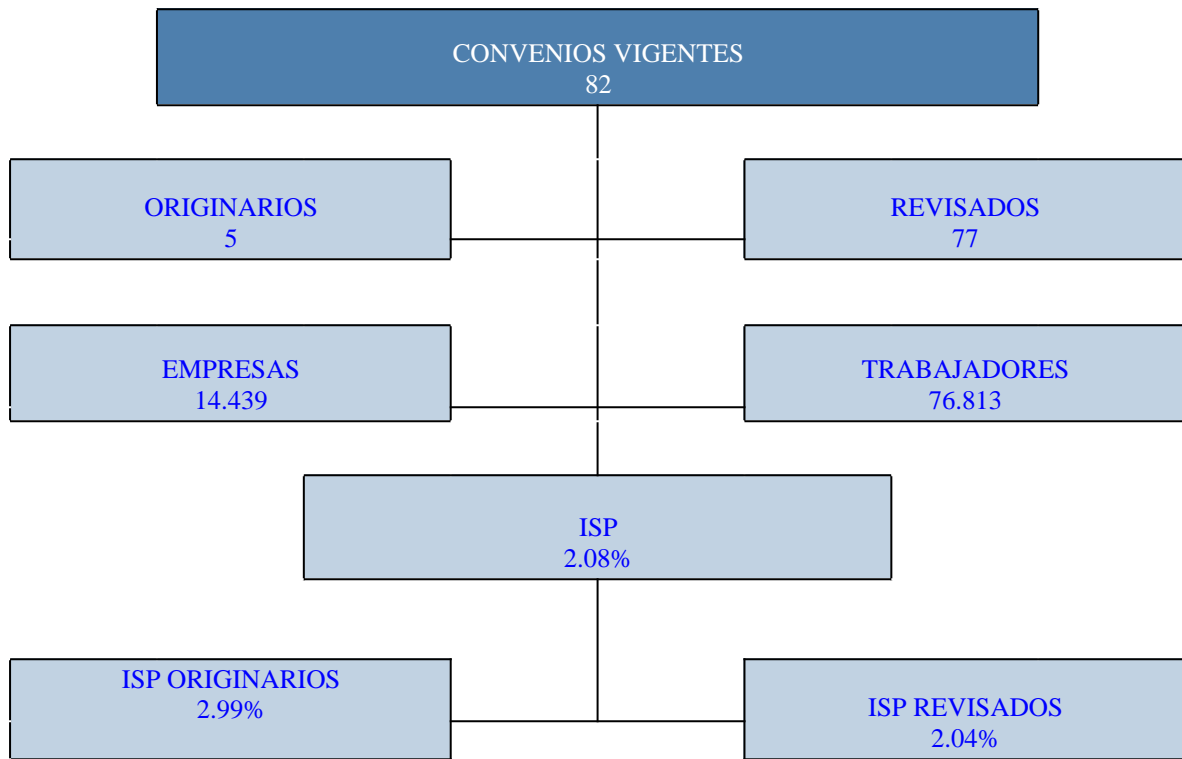 CONVENIOS VIGENTES
82
ORIGINARIOS
5
REVISADOS
77
EMPRESAS
14.439
TRABAJADORES
76.813
ISP
2.08%
ISP ORIGINARIOS
2.99%
ISP REVISADOS
2.04%